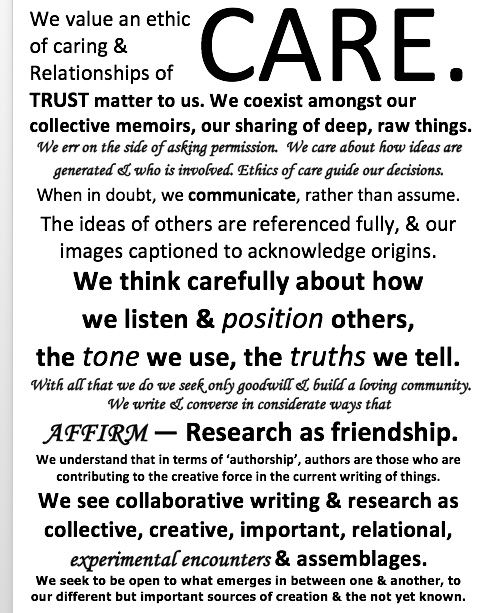 We value an ethic
of caring &
Relationships of
CARE.
TRUST matter to us. We coexist amongst our
collective memoirs, our sharing of deep, raw things.
We err on the side of asking permission. We care about how ideas are
generated & who is involved. Ethics of care guide our decisions.
When in doubt, we communicate, rather than assume.
The ideas of others are referenced fully, & our
images captioned to acknowledge origins.
We think carefully about how
we listen & position others,
the tone we use, the truths we tell.
With all that we do we seek only goodwill & build a loving community.
We write & converse in considerate ways that
AFFIRM — Research as friendship.
We understand that in terms of ‘authorship’, authors are those who are
contributing to the creative force in the current writing of things.
We see collaborative writing & research as
collective, creative, important, relational,
experimental encounters & assemblages.
We seek to be open to what emerges in between one & another, to
our different but important sources of creation & the not yet known.